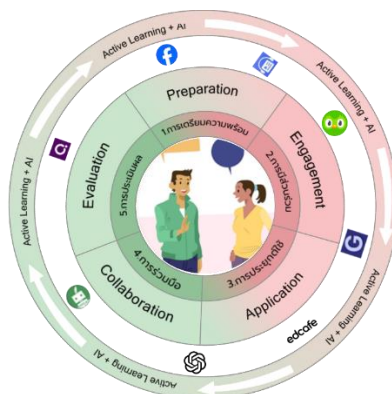 Active Learning + AI
Active Learning + AI
Active Learning + AI
Active Learning + AI
Active Learning + AI
Preparation
1.การเตรียมความพร้อม
Engagement
2.การมีส่วนร่วม
Application
3.การประยุกต์ใช้
Collaboration
4.การร่วมมือ
Evaluation
5.การประเมินผล
edcafe
G